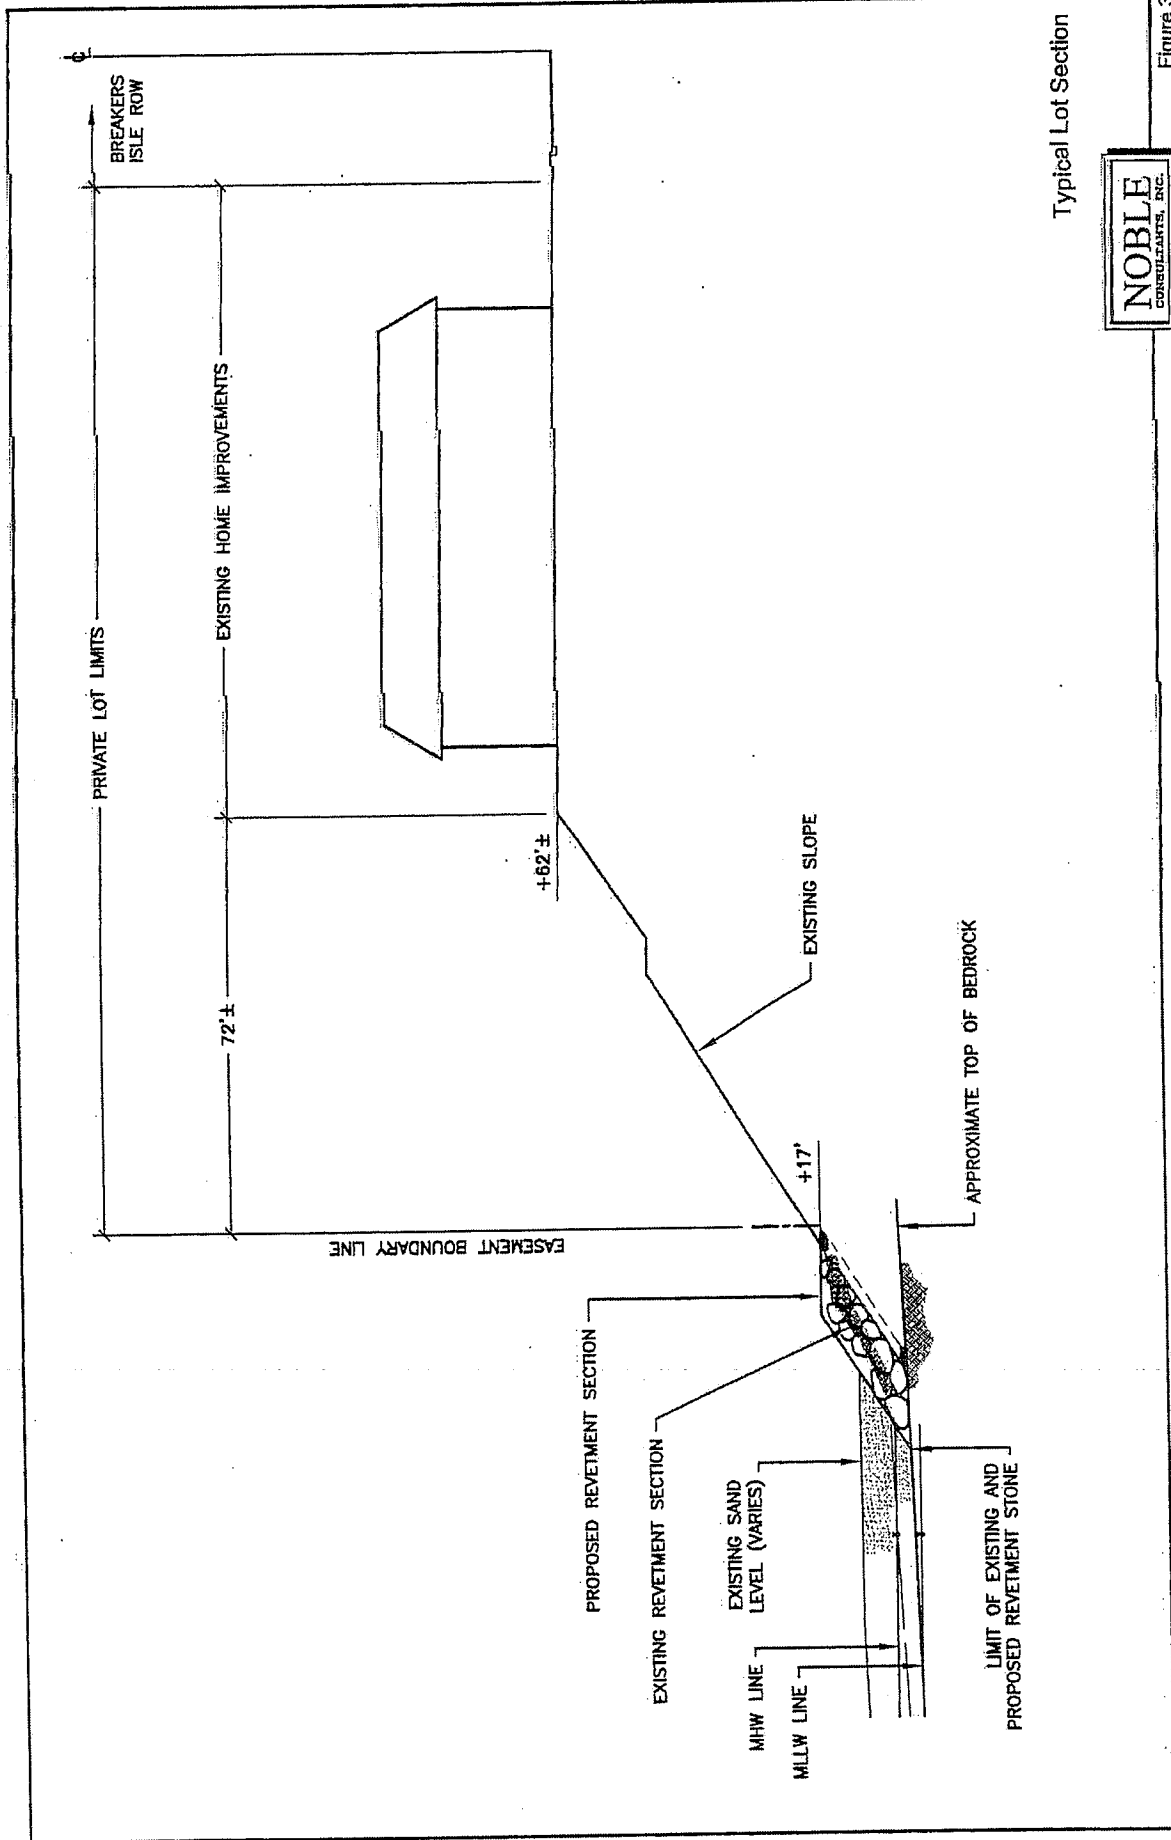 PRIVATE LOT LIMITS
BREAKERS
ISLE ROW
72'±
EXISTING HOME IMPROVEMENTS
EASEMENT BOUNDARY LINE
+62'±
PROPOSED REVETMENT SECTION
EXISTING REVETMENT SECTION
+17'
EXISTING SLOPE
EXISTING SAND
LEVEL (VARIES)
MHW LINE
MLLW LINE
APPROXIMATE TOP OF BEDROCK
LIMIT OF EXISTING AND
PROPOSED REVETMENT STONE
Typical Lot Section
NOBLE
CONSULTANTS, INC.
Figure 3